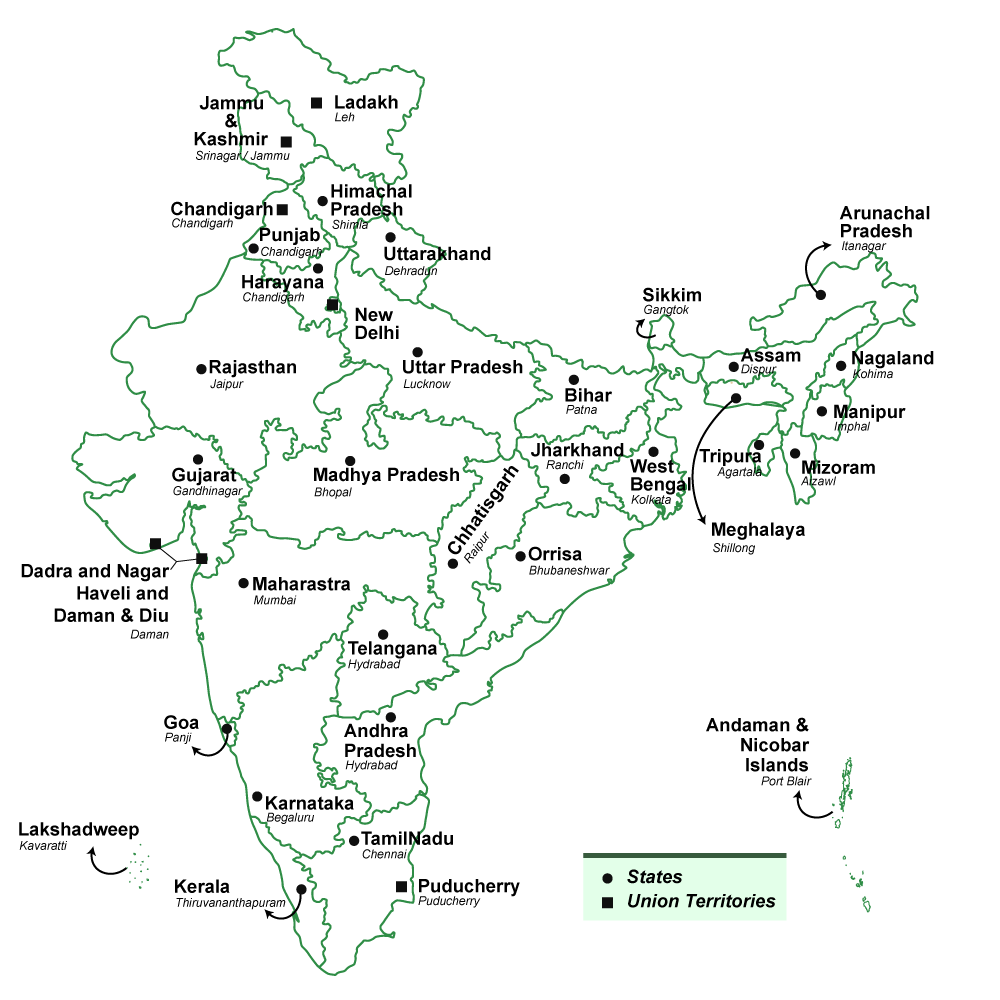 Jammu
&
Kashmir
Srinagar / Jammu
Ladakh
Leh
Himachal
Pradesh
Shimla
Chandigarh
Chandigarh
Punjab
Chandigarh
Uttarakhand
Dehradun
Harayana
Chandigarh
New
Delhi
Arunachal
Pradesh
Itanagar
Sikkim
Gangtok
Rajasthan
Jaipur
Uttar Pradesh
Lucknow
Bihar
Patna
Assam
Dispur
Nagaland
Kohima
Manipur
Imphal
Gujarat
Gandhinagar
Madhya Pradesh
Bhopal
Jharkhand
Ranchi
West
Bengal
Kolkata
Tripura
Agartala
Mizoram
Aizawl
Chhatisgarh
Raipur
Meghalaya
Shillong
Orrisa
Bhubaneshwar
Dadra and Nagar
Haveli and
Daman & Diu
Daman
Maharastra
Mumbai
Telangana
Hydrabad
Goa
Panji
Andhra
Pradesh
Hydrabad
Andaman &
Nicobar
Islands
Port Blair
Karnataka
Begaluru
Lakshadweep
Kavaratti
TamilNadu
Chennai
Kerala
Thiruvananthapuram
Puducherry
Puducherry
States
Union Territories